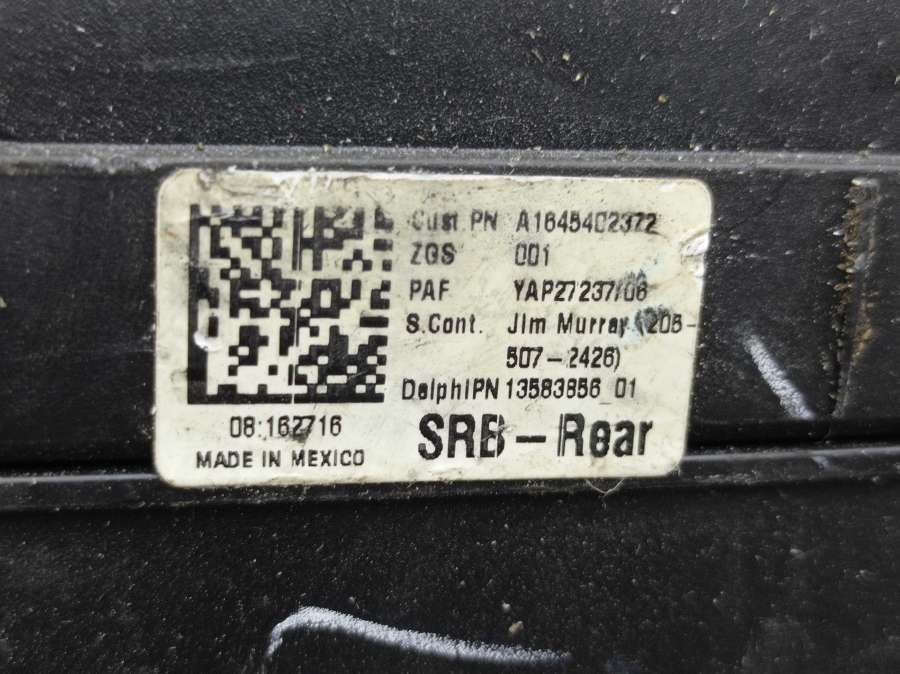 Cust PN A1645402372
ZGS 001
PAF YAP27237/06
S.Cont. Jim Murray (205-
507-2426)
DelphiPN 13583856_01
08:162716
MADE IN MEXICO
SRB-Rear